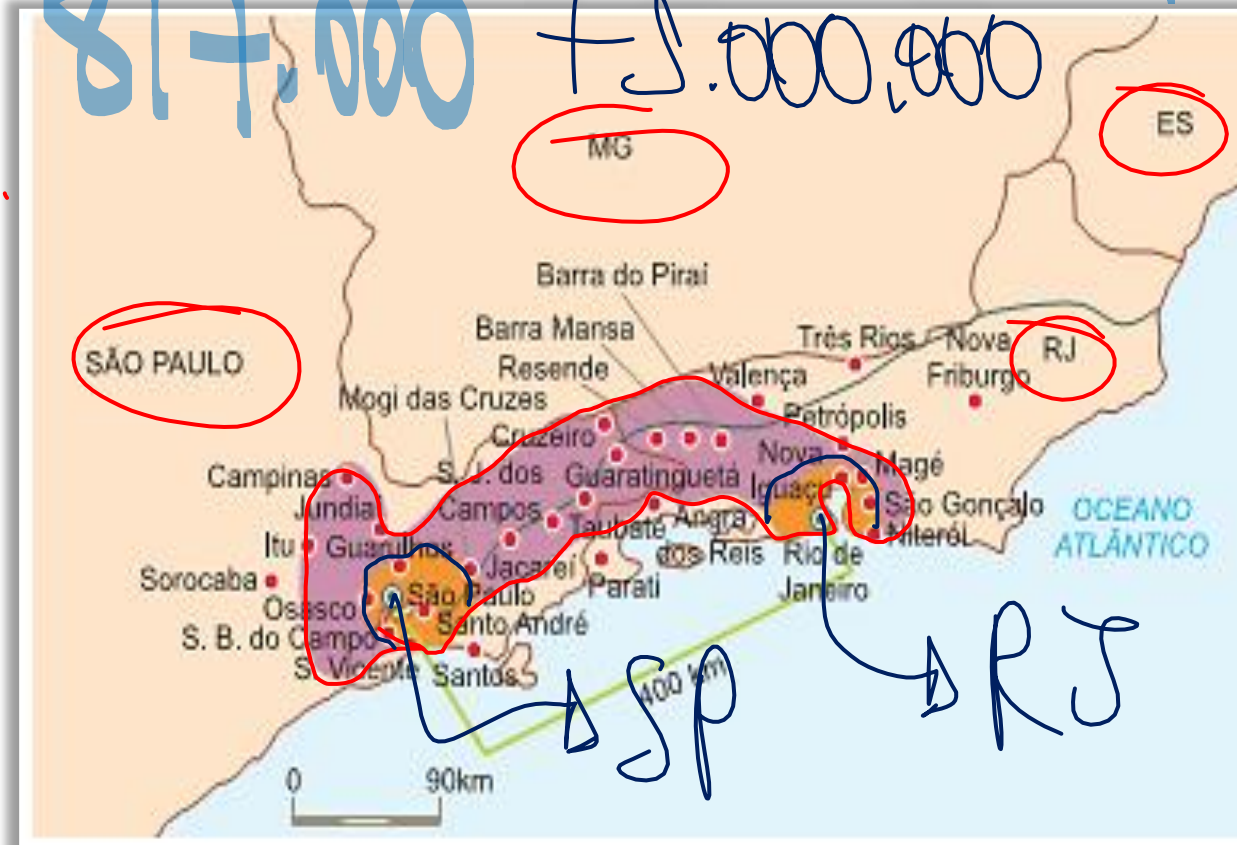 817.000 +5.000.000
MG
ES
Barra do Piraí
Barra Mansa
Três Rios
Nova
Friburgo
RJ
Resende
Valença
SÃO PAULO
Mogi das Cruzes
Petrópolis
Cruzeiro
Nova
Iguaçu
Magé
Campinas
S. J. dos
Campos
Guaratinguetá
Jundiaí
São Gonçalo
OCEANO
ATLÂNTICO
Taubaté
Angra
dos Reis
Niterói
Itu
Guarulhos
Rio de
Janeiro
Jacareí
Parati
Sorocaba
São Paulo
Osasco
Santo André
S. B. do Campo
S. Vicente
Santos
400 km
SP
RJ
0 90km